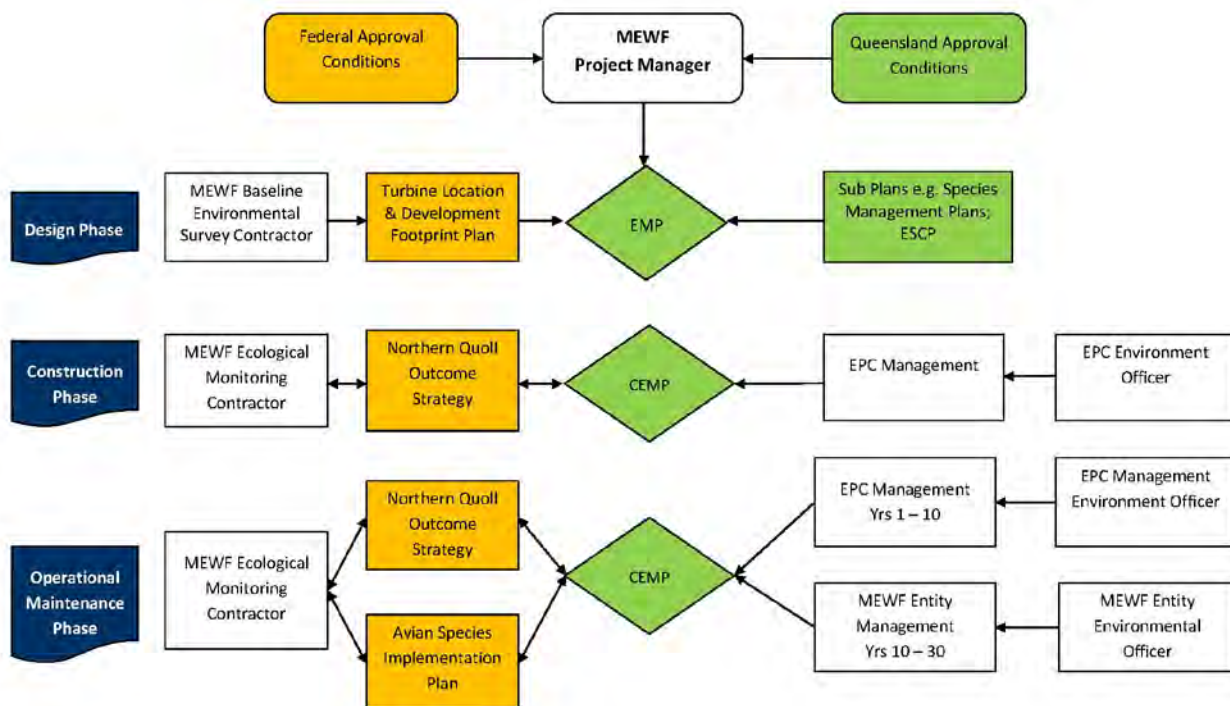 Federal Approval
Conditions
MEWF
Project Manager
Queensland Approval
Conditions
Design Phase
MEWF Baseline
Environmental
Survey Contractor
Turbine Location
& Development
Footprint Plan
EMP
Sub Plans e.g. Species
Management Plans;
ESCP
Construction
Phase
MEWF Ecological
Monitoring
Contractor
Northern Quoll
Outcome
Strategy
CEMP
EPC Management
EPC Environment
Officer
Operational
Maintenance
Phase
MEWF Ecological
Monitoring
Contractor
Northern Quoll
Outcome
Strategy
Avian Species
Implementation
Plan
CEMP
EPC Management
Yrs 1 – 10
EPC Management
Environment Officer
MEWF Entity
Management
Yrs 10 – 30
MEWF Entity
Environmental
Officer